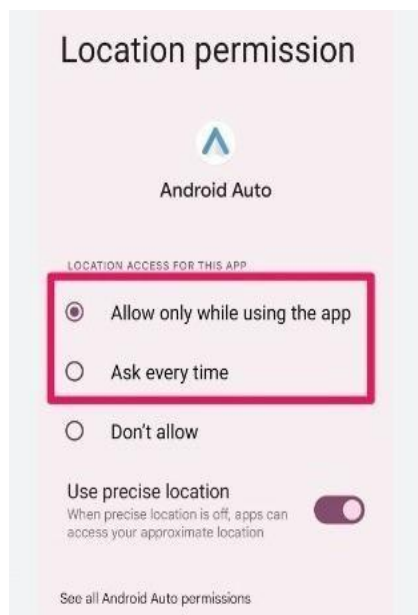 Location permission
Android Auto
LOCATION ACCESS FOR THIS APP
Allow only while using the app
Ask every time
Don't allow
Use precise location
When precise location is off, apps can
access your approximate location
See all Android Auto permissions